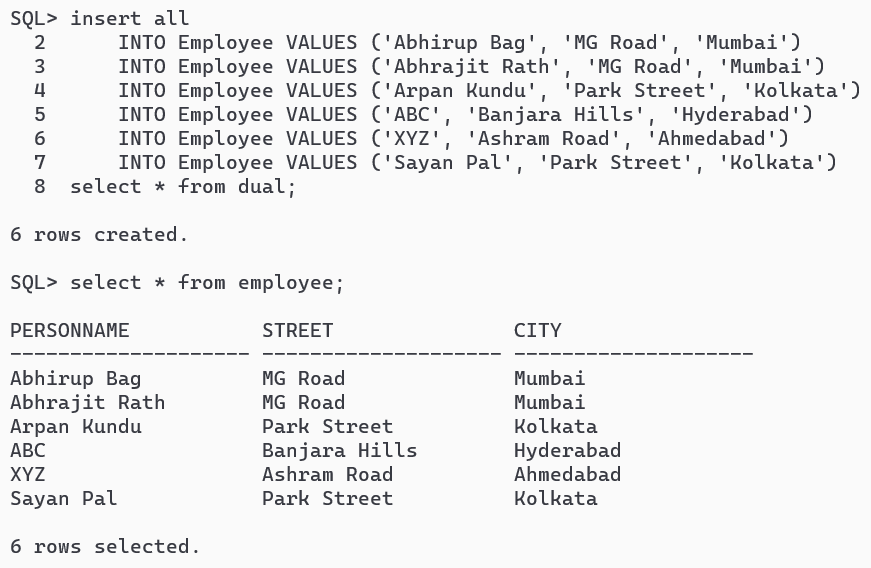 SQL> insert all
  2      INTO Employee VALUES ('Abhirup Bag', 'MG Road', 'Mumbai')
  3      INTO Employee VALUES ('Abhrajit Rath', 'MG Road', 'Mumbai')
  4      INTO Employee VALUES ('Arpan Kundu', 'Park Street', 'Kolkata')
  5      INTO Employee VALUES ('ABC', 'Banjara Hills', 'Hyderabad')
  6      INTO Employee VALUES ('XYZ', 'Ashram Road', 'Ahmedabad')
  7      INTO Employee VALUES ('Sayan Pal', 'Park Street', 'Kolkata')
  8  select * from dual;

6 rows created.

SQL> select * from employee;

PERSONNAME           STREET               CITY
-------------------- -------------------- --------------------
Abhirup Bag          MG Road              Mumbai
Abhrajit Rath        MG Road              Mumbai
Arpan Kundu          Park Street          Kolkata
ABC                  Banjara Hills        Hyderabad
XYZ                  Ashram Road          Ahmedabad
Sayan Pal            Park Street          Kolkata

6 rows selected.